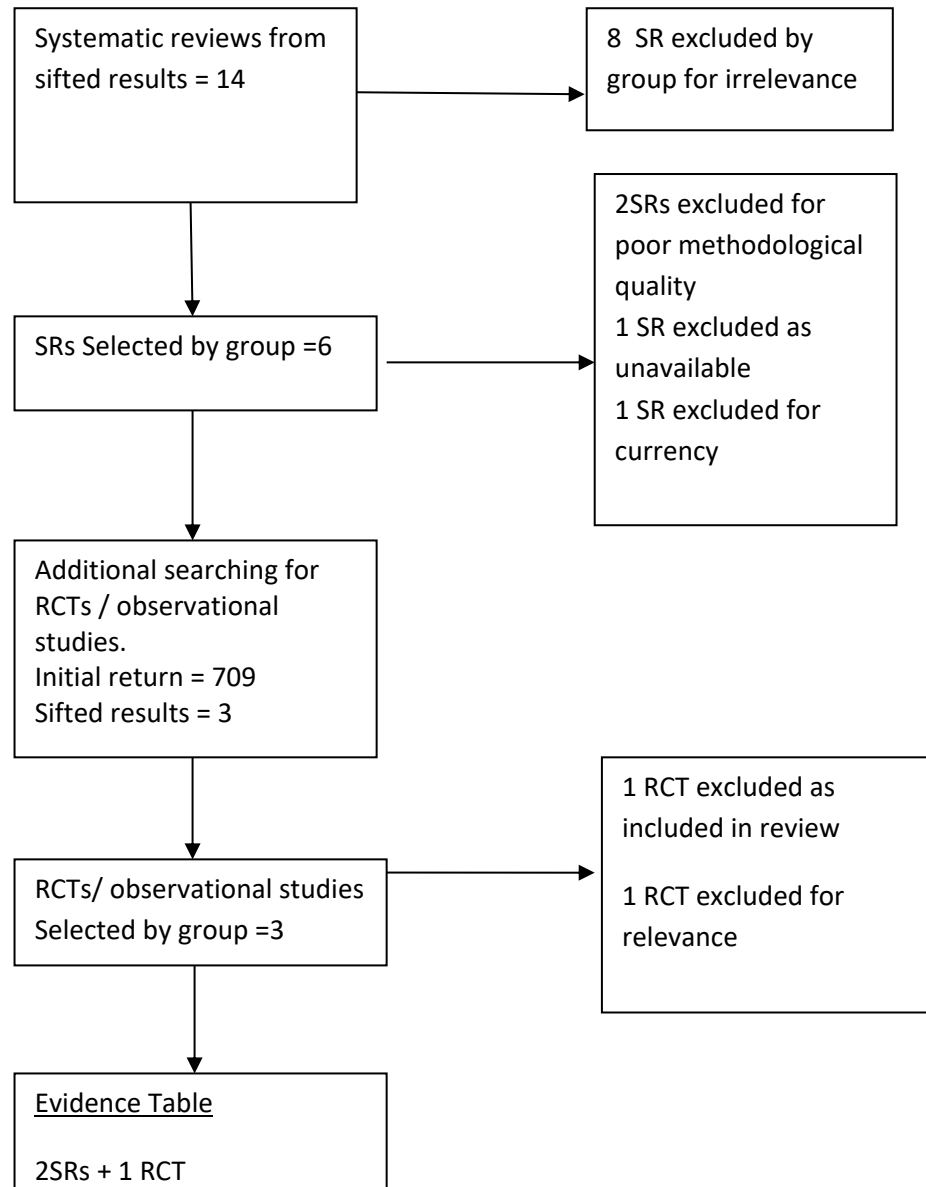 Systematic reviews from
sifted results = 14
8  SR excluded by
group for irrelevance
2SRs excluded for
poor methodological
quality
1 SR excluded as
unavailable
1 SR excluded for
currency
SRs Selected by group =6
Additional searching for
RCTs / observational
studies.
Initial return = 709
Sifted results = 3
1 RCT excluded as
included in review
1 RCT excluded for
relevance
RCTs/ observational studies
Selected by group =3
Evidence Table
2SRs + 1 RCT